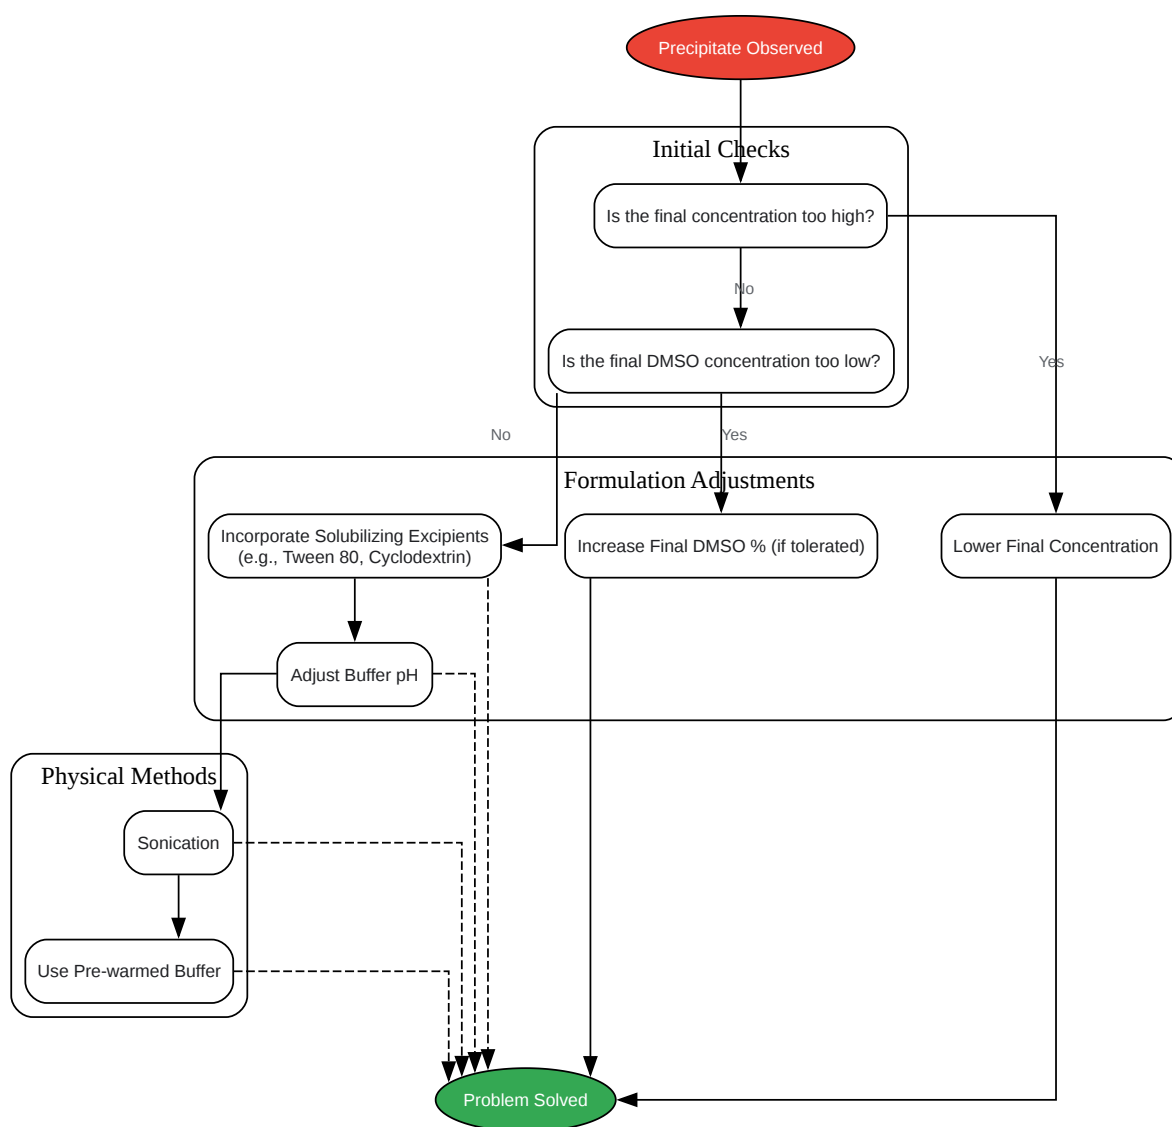 Precipitate Observed
Initial Checks
Is the final concentration too high?
No
Is the final DMSO concentration too low?
Yes
No
Yes
Formulation Adjustments
Incorporate Solubilizing Excipients
(e.g., Tween 80, Cyclodextrin)
Increase Final DMSO % (if tolerated)
Lower Final Concentration
Adjust Buffer pH
Physical Methods
Sonication
Use Pre-warmed Buffer
Problem Solved